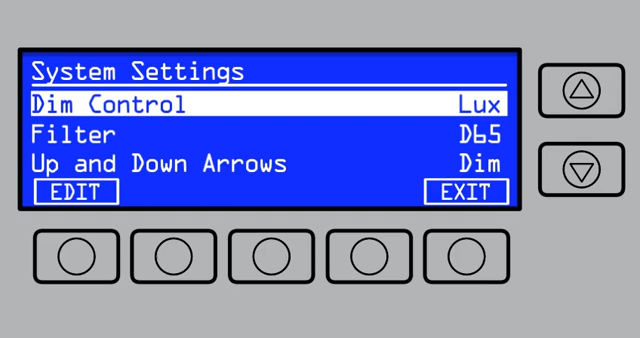 System Settings
Dim Control Lux
Filter D65
Up and Down Arrows Dim
EDIT EXIT